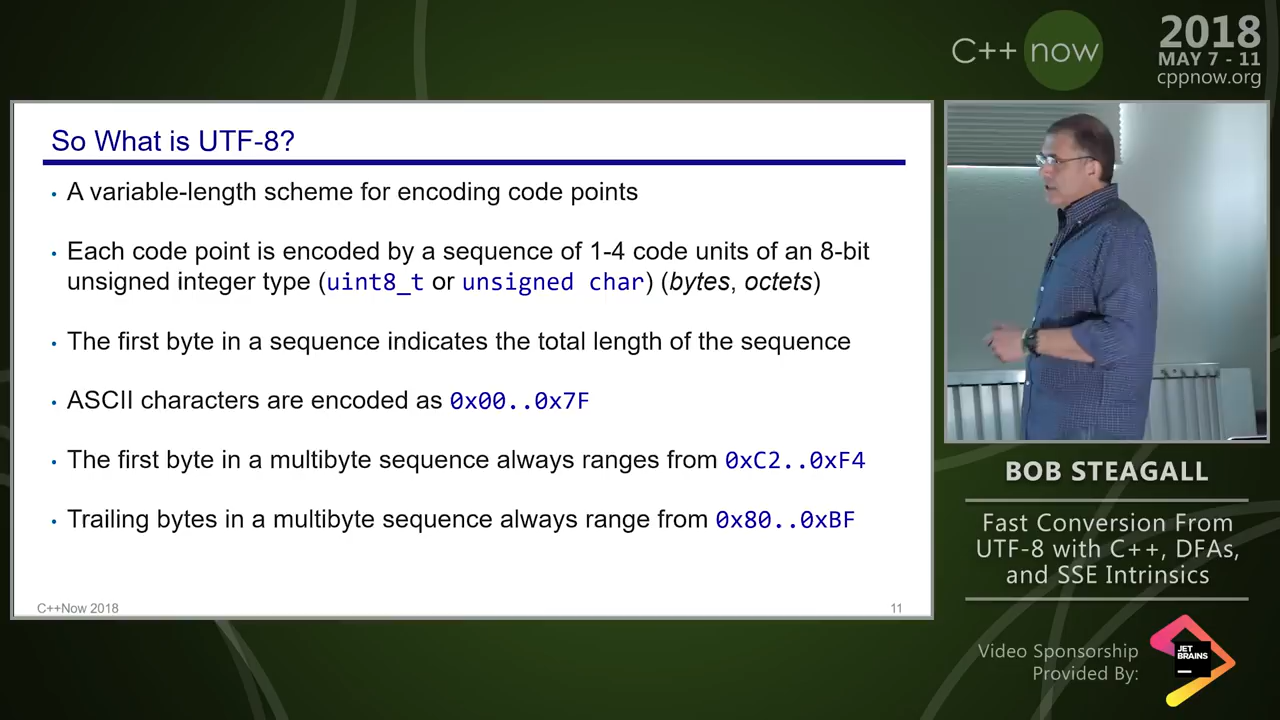 C++ now
2018
MAY 7 - 11
cppnow.org
So What is UTF-8?
• A variable-length scheme for encoding code points
• Each code point is encoded by a sequence of 1-4 code units of an 8-bit
unsigned integer type (uint8_t or unsigned char) (bytes, octets)
• The first byte in a sequence indicates the total length of the sequence
• ASCII characters are encoded as 0x00..0x7F
• The first byte in a multibyte sequence always ranges from 0xC2..0xF4
• Trailing bytes in a multibyte sequence always range from 0x80..0xBF
C++Now 2018
11
BOB STEAGALL
Fast Conversion From
UTF-8 with C++, DFAs,
and SSE Intrinsics
Video Sponsorship
Provided By:
JET
BRAINS